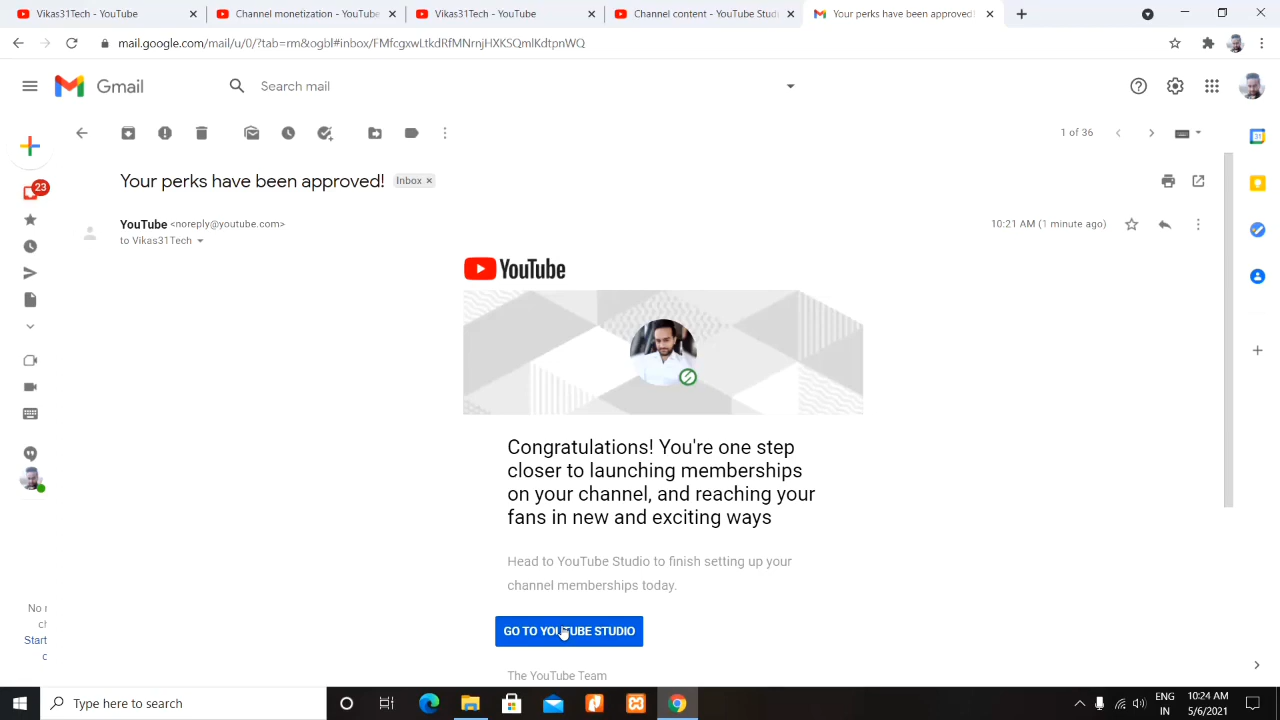 Vikas31Tech - YouTube
Channel monetization - YouTube
Vikas31Tech - YouTube
Channel content - YouTube Studi
Your perks have been approved!
mail.google.com/mail/u/0/?tab=rm&ogbl#inbox/FMfcgxwLtkdRfMNrnjHXKSQmlKdtpnWQ
Gmail
Search mail
1 of 36
Your perks have been approved!
Inbox ×
23
YouTube <noreply@youtube.com>
10:21 AM (1 minute ago)
to Vikas31Tech
31
YouTube
Congratulations! You're one step
closer to launching memberships
on your channel, and reaching your
fans in new and exciting ways
Head to YouTube Studio to finish setting up your
channel memberships today.
No r
ch
Start
c
GO TO YOUTUBE STUDIO
The YouTube Team
Type here to search
ENG
IN
10:24 AM
5/6/2021